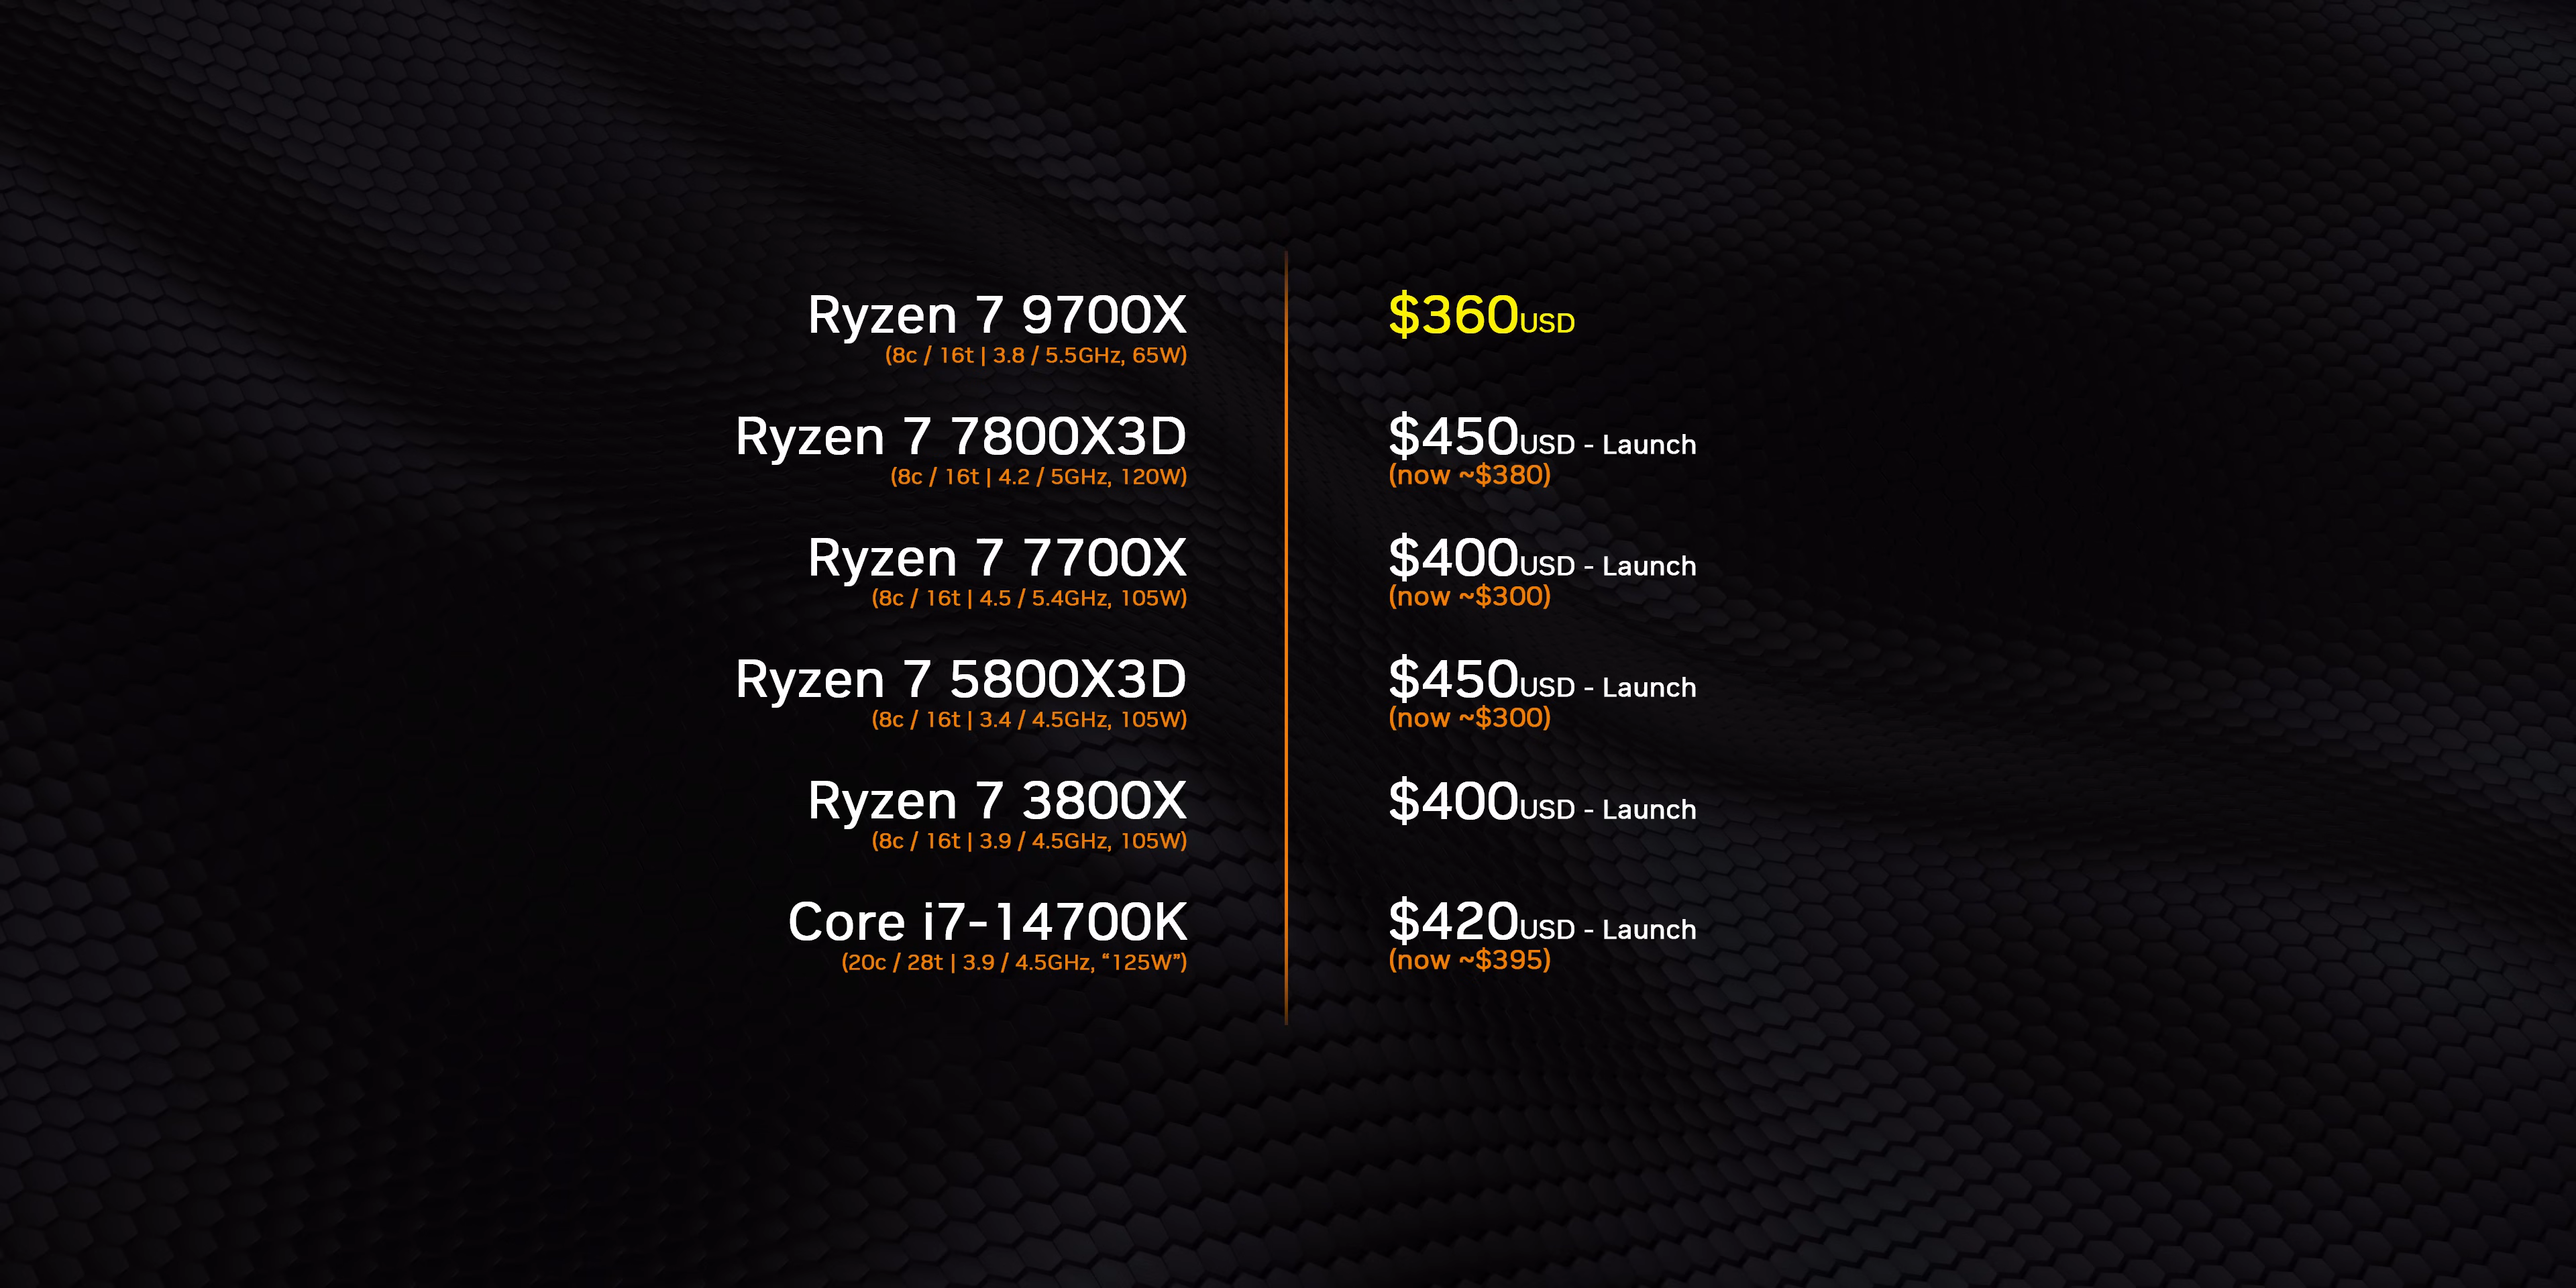 Ryzen 7 9700X
(8c / 16t | 3.8 / 5.5GHz, 65W)
$360USD
Ryzen 7 7800X3D
(8c / 16t | 4.2 / 5GHz, 120W)
$450USD - Launch
(now ~$380)
Ryzen 7 7700X
(8c / 16t | 4.5 / 5.4GHz, 105W)
$400USD - Launch
(now ~$300)
Ryzen 7 5800X3D
(8c / 16t | 3.4 / 4.5GHz, 105W)
$450USD - Launch
(now ~$300)
Ryzen 7 3800X
(8c / 16t | 3.9 / 4.5GHz, 105W)
$400USD - Launch
Core i7-14700K
(20c / 28t | 3.9 / 4.5GHz, “125W”)
$420USD - Launch
(now ~$395)